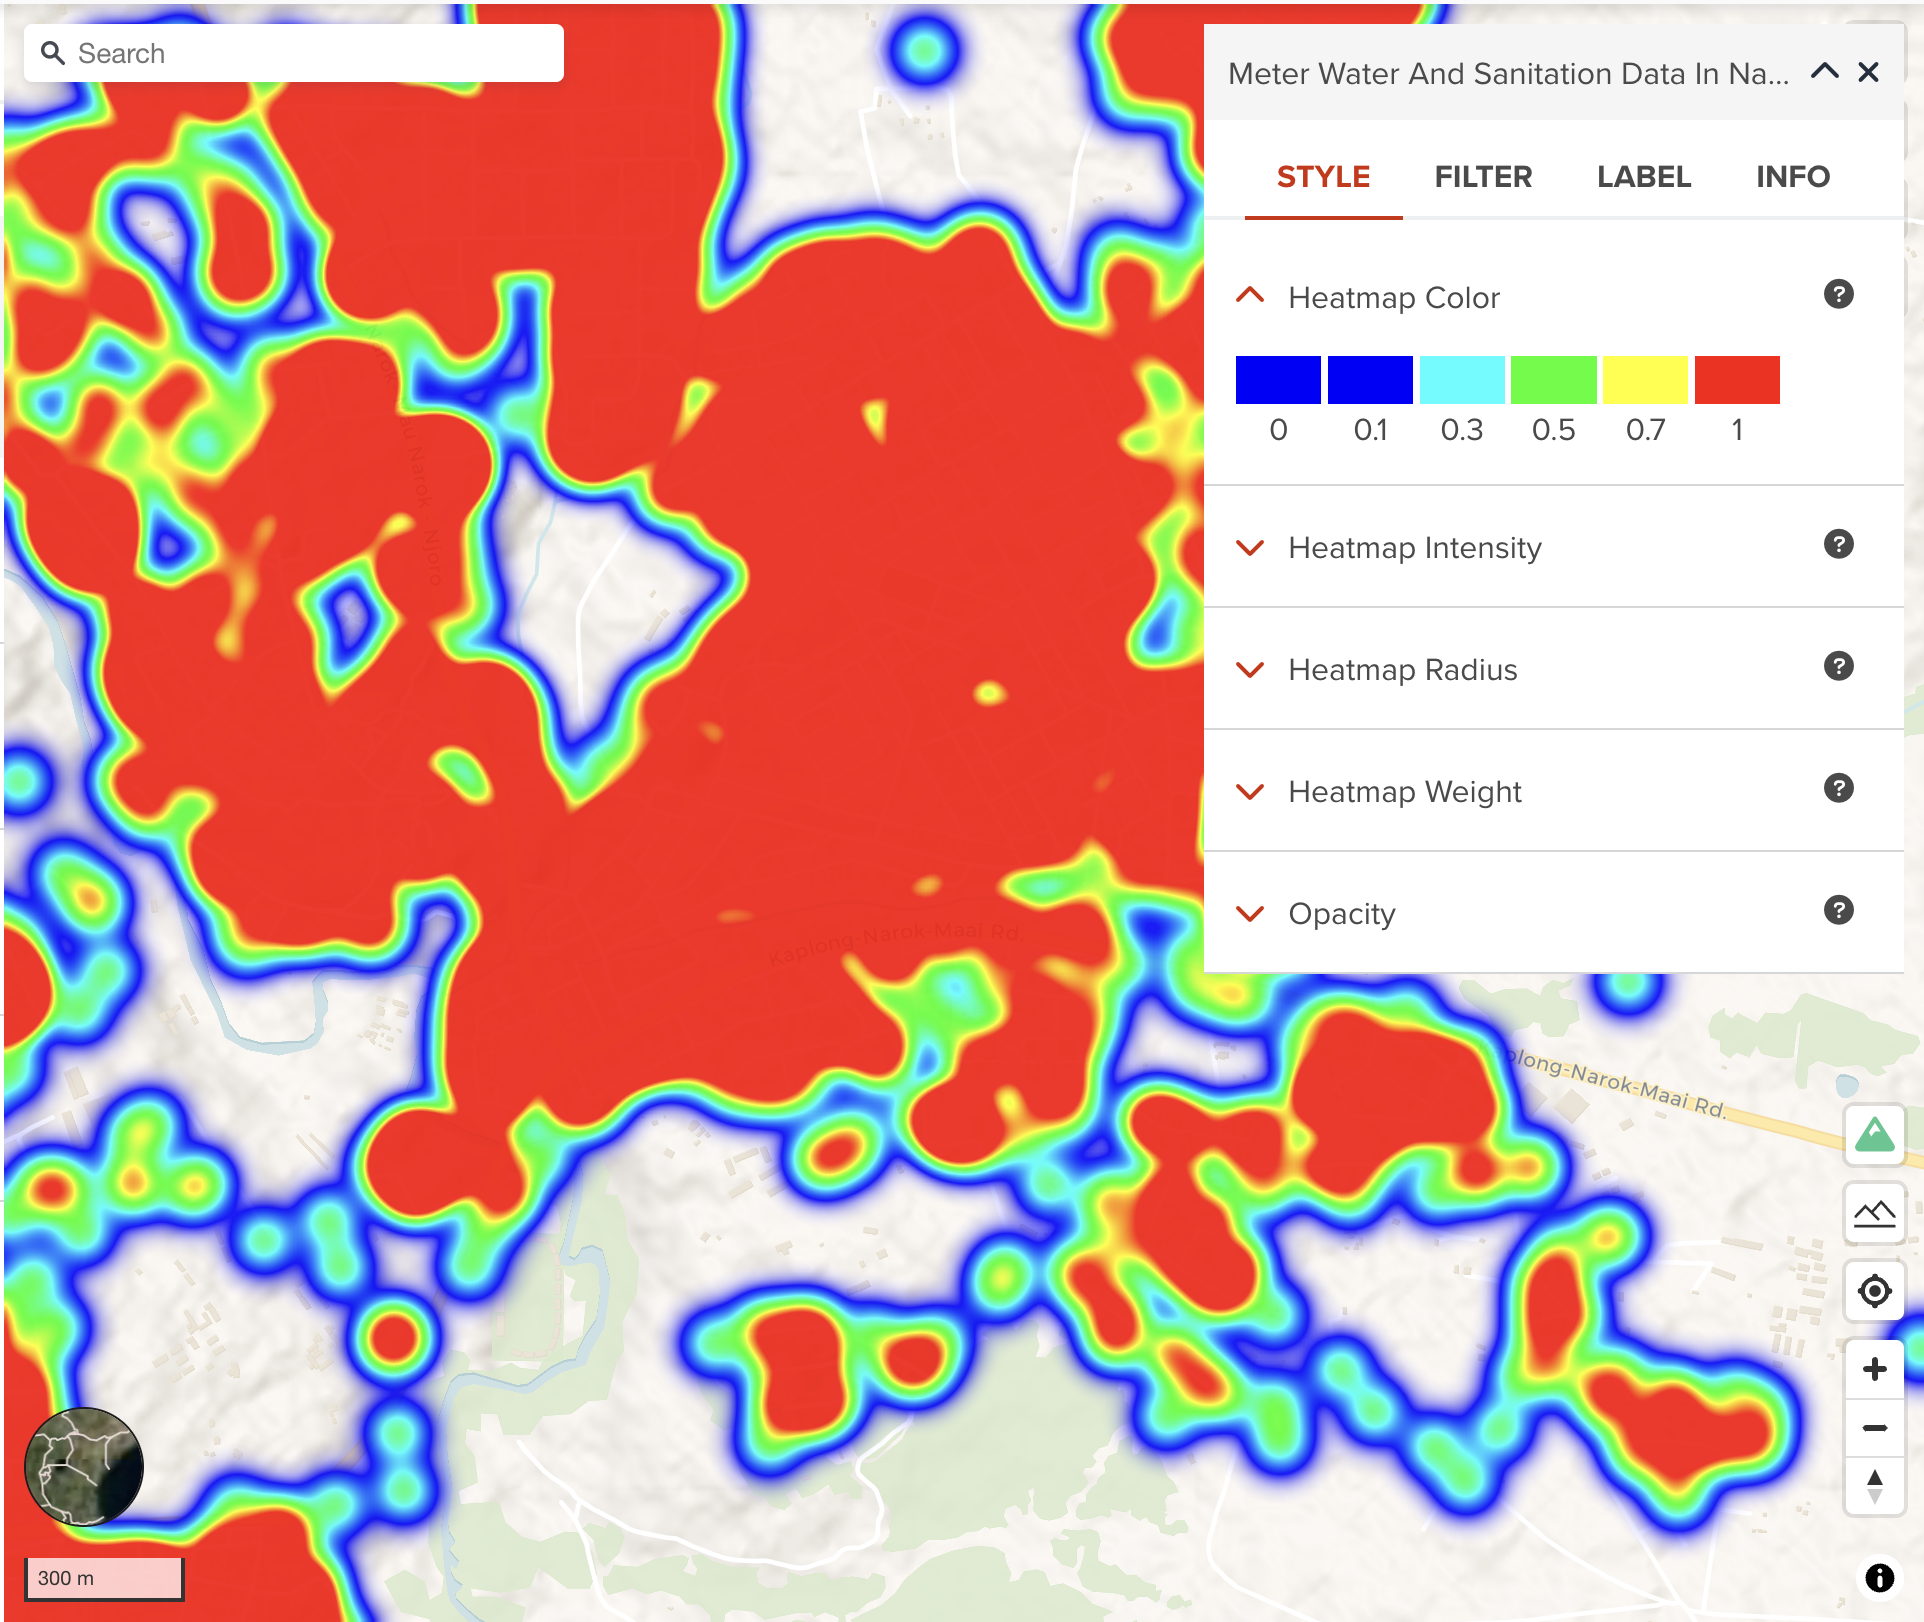 Search
Meter Water And Sanitation Data In Na...
STYLE
FILTER
LABEL
INFO
Heatmap Color
0
0.1
0.3
0.5
0.7
1
Heatmap Intensity
Heatmap Radius
Heatmap Weight
Opacity
Narok - Njoro
Kaplong-Narok-Maai Rd.
plong-Narok-Maai Rd.
300 m